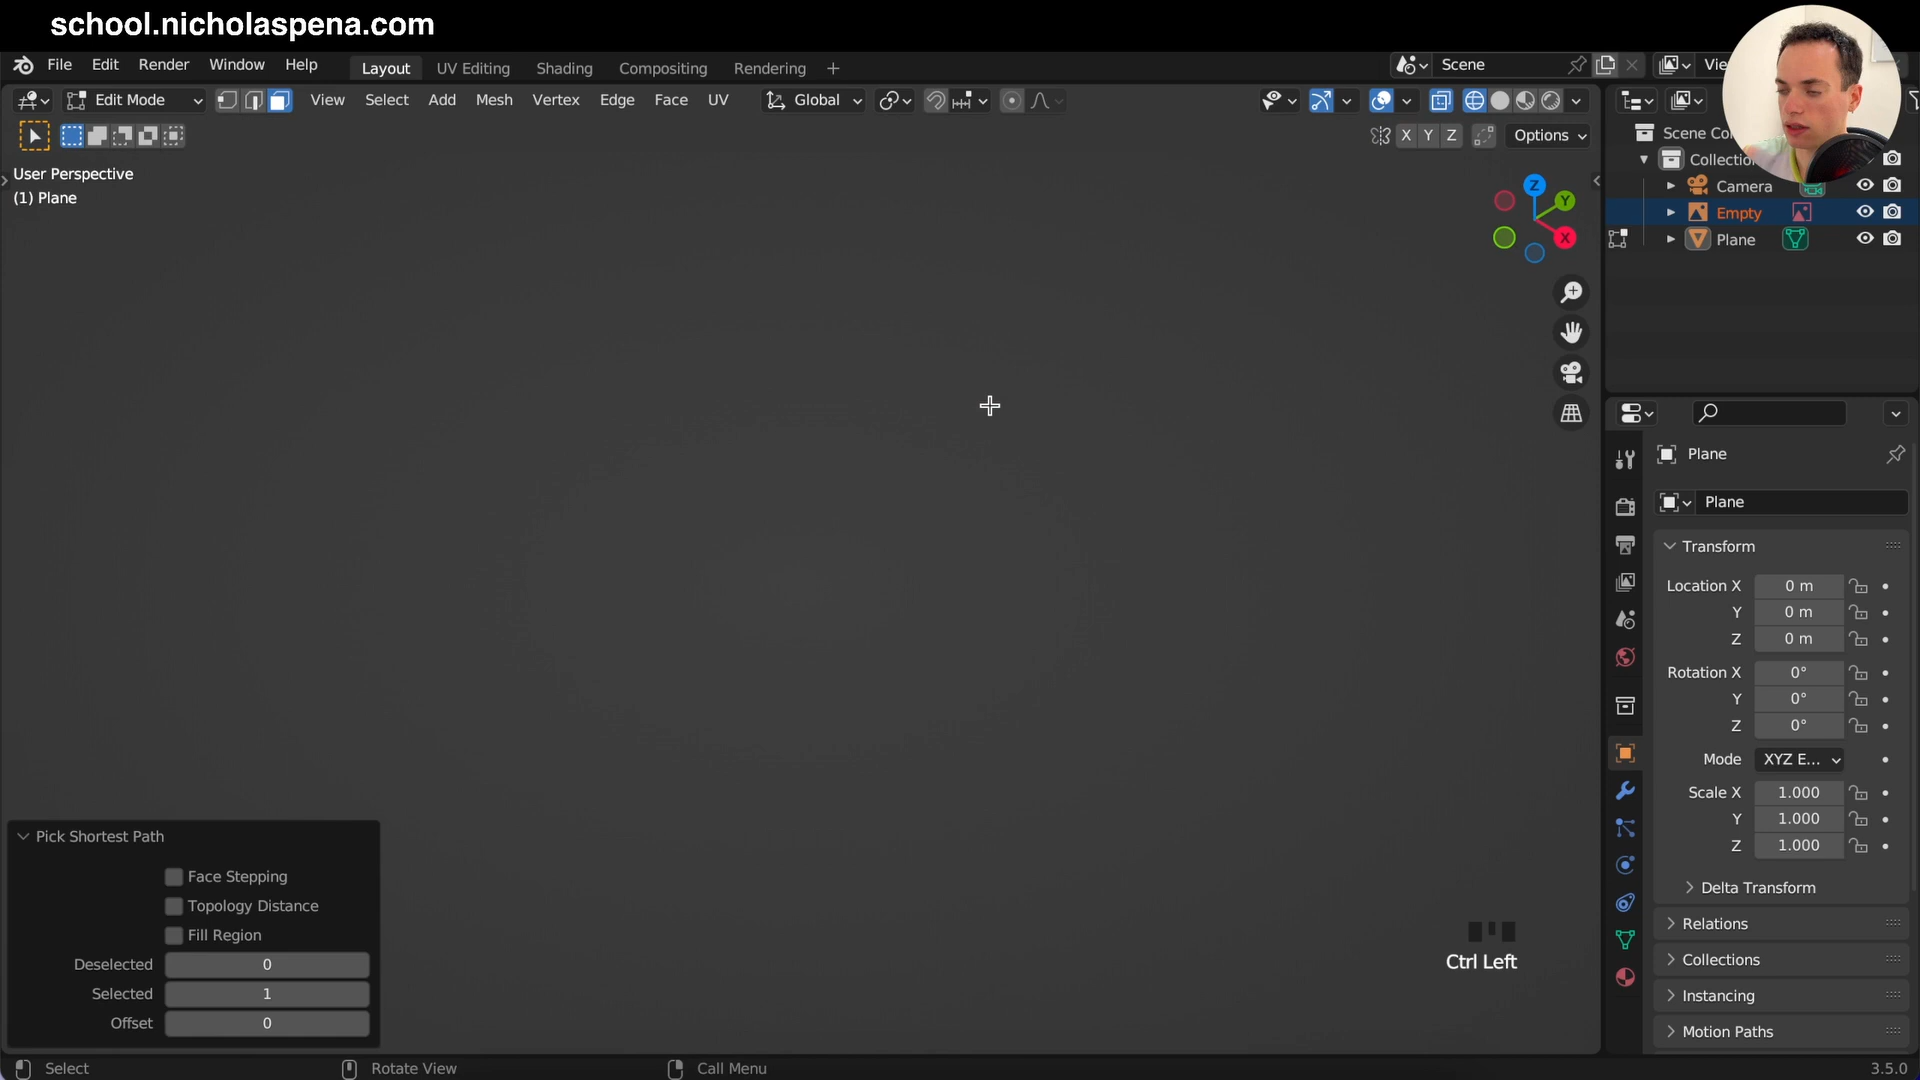 school.nicholaspena.com
File Edit Render Window Help Layout UV Editing Shading Compositing Rendering + Scene
Edit Mode View Select Add Mesh Vertex Edge Face UV Global
X Y Z Options
User Perspective
(1) Plane
Z
Y
X
Collectio
Camera
Empty
Plane
Plane
Plane
Transform
Location X 0 m
Y 0 m
Z 0 m
Rotation X 0°
Y 0°
Z 0°
Mode XYZ E...
Scale X 1.000
Y 1.000
Z 1.000
Delta Transform
Relations
Collections
Instancing
Motion Paths
Pick Shortest Path
Face Stepping
Topology Distance
Fill Region
Deselected 0
Selected 1
Offset 0
Ctrl Left
Select Rotate View Call Menu 3.5.0